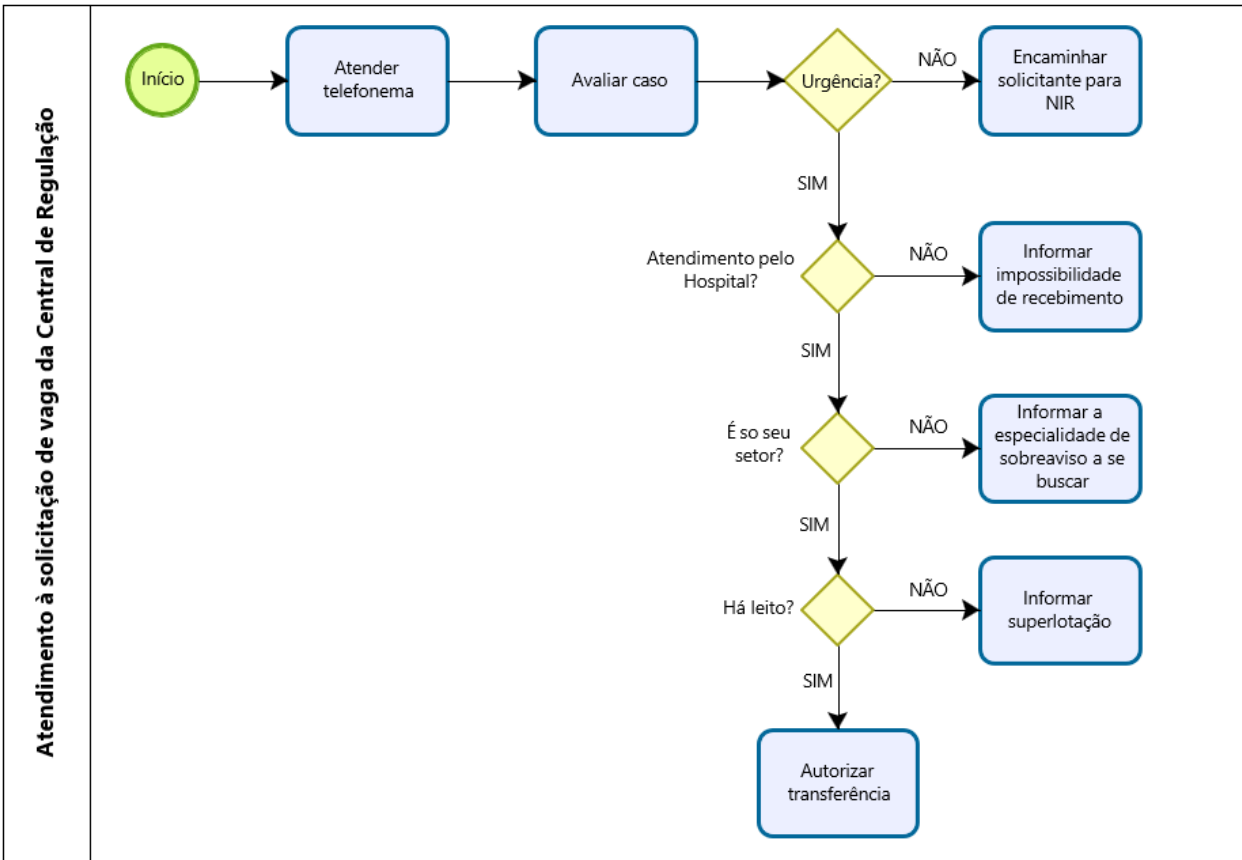 Atendimento à solicitação de vaga da Central de Regulação
Início
Atender
telefonema
Avaliar caso
Urgência?
NÃO
Encaminhar
solicitante para
NIR
SIM
Atendimento pelo
Hospital?
NÃO
Informar
impossibilidade
de recebimento
SIM
É so seu
setor?
NÃO
Informar a
especialidade de
sobreaviso a se
buscar
SIM
Há leito?
NÃO
Informar
superlotação
SIM
Autorizar
transferência